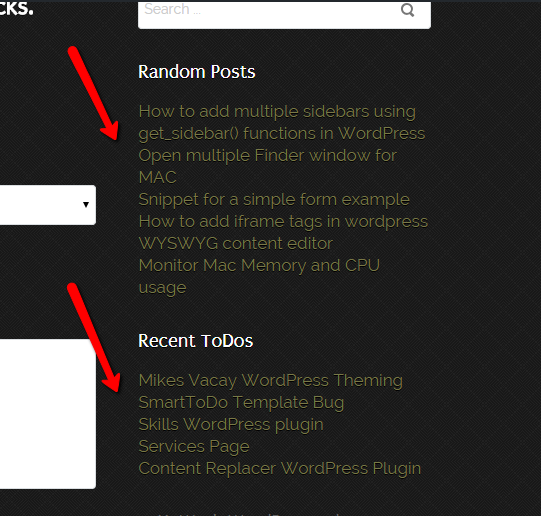 CKS.
Search ...
Random Posts
How to add multiple sidebars using
get_sidebar() functions in WordPress
Open multiple Finder window for
MAC
Snippet for a simple form example
How to add iframe tags in wordpress
WYSWYG content editor
Monitor Mac Memory and CPU
usage
Recent ToDos
Mikes Vacay WordPress Theming
SmartToDo Template Bug
Skills WordPress plugin
Services Page
Content Replacer WordPress Plugin